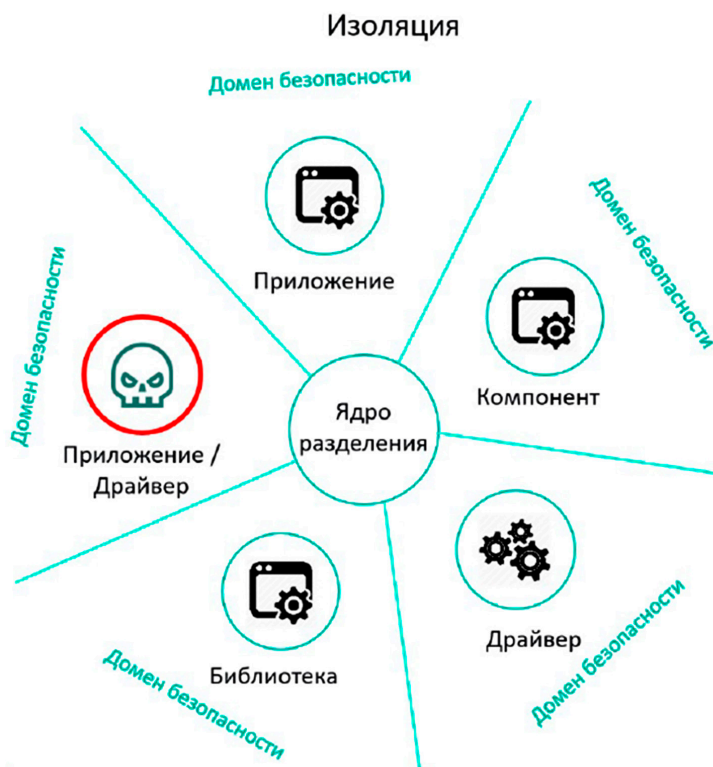 Изоляция
Домен безопасности
Приложение
Домен безопасности
Компонент
Домен безопасности
Приложение /
Драйвер
Ядро
разделения
Драйвер
Домен безопасности
Библиотека
Домен безопасности